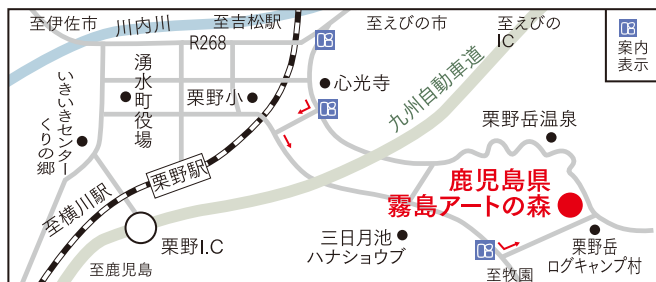 至伊佐市
川内川
至吉松駅
至えびの市
至えびの
IC
R268
08
08
案内
表示
いきいきセンター
くりの郷
湧水町役場
栗野小
心光寺
08
九州自動車道
栗野岳温泉
栗野駅
至横川駅
鹿児島県
霧島アートの森
栗野I.C
三日月池
ハナショウブ
08
栗野岳
ログキャンプ村
至鹿児島
至牧園